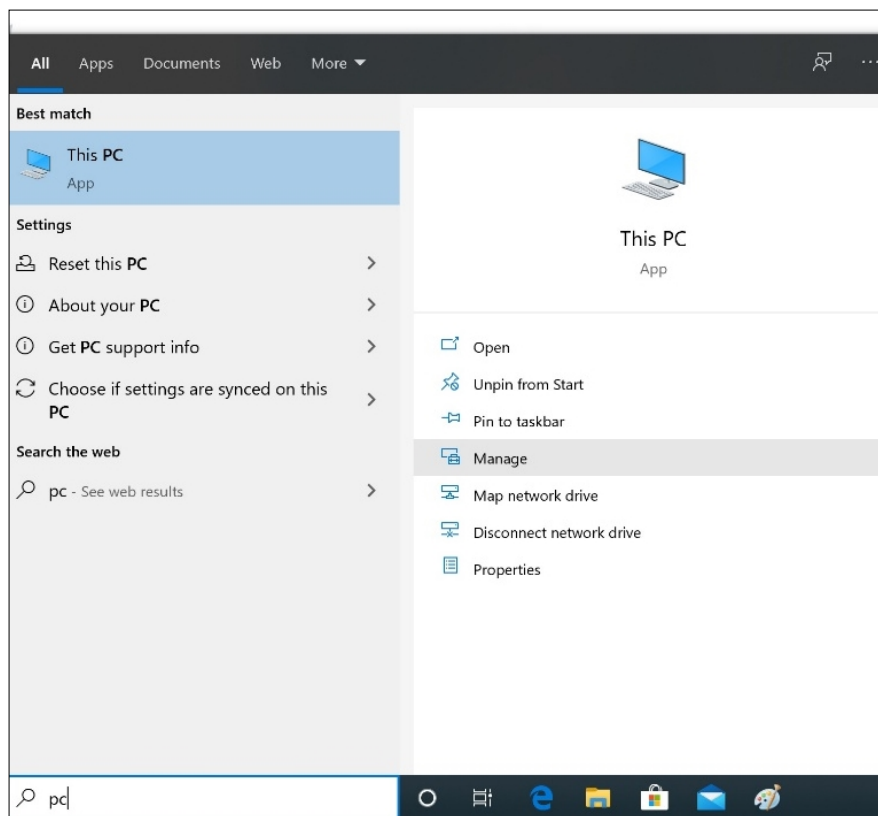 All Apps Documents Web More
Best match
This PC
App
Settings
Reset this PC
About your PC
Get PC support info
Choose if settings are synced on this
PC
Search the web
pc - See web results
This PC
App
Open
Unpin from Start
Pin to taskbar
Manage
Map network drive
Disconnect network drive
Properties
pc